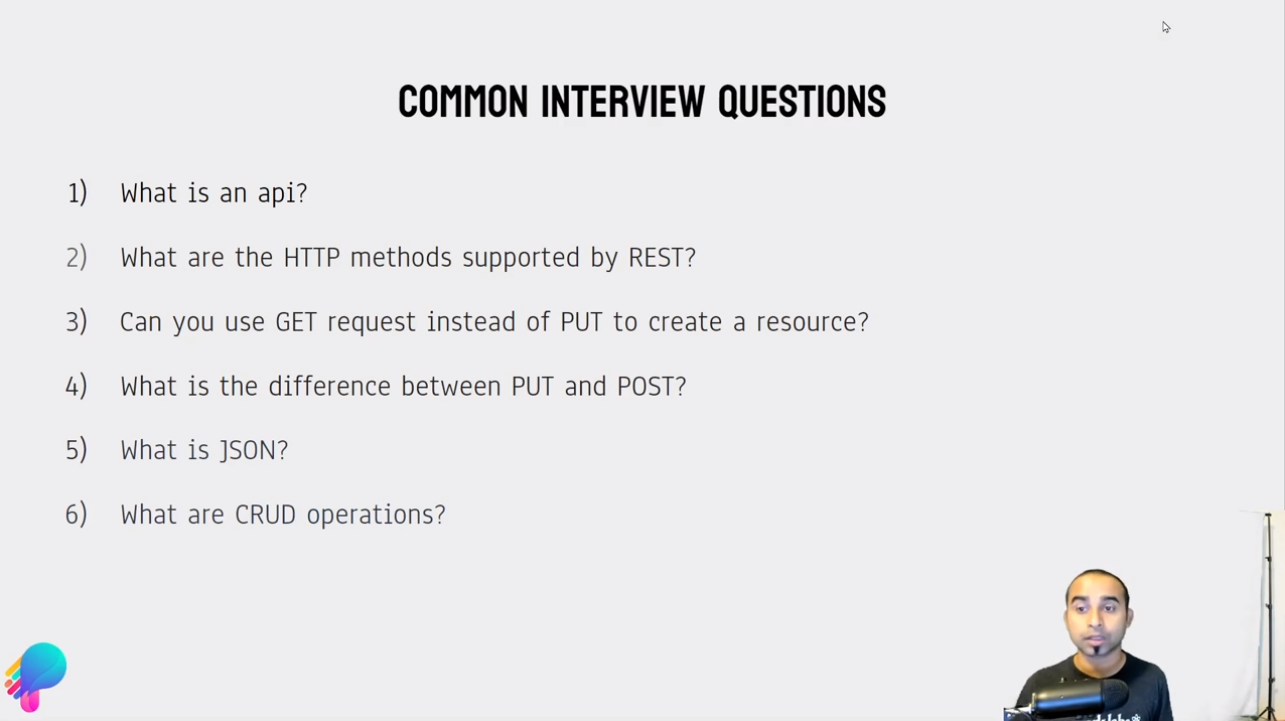 COMMON INTERVIEW QUESTIONS
1) What is an api?
2) What are the HTTP methods supported by REST?
3) Can you use GET request instead of PUT to create a resource?
4) What is the difference between PUT and POST?
5) What is JSON?
6) What are CRUD operations?